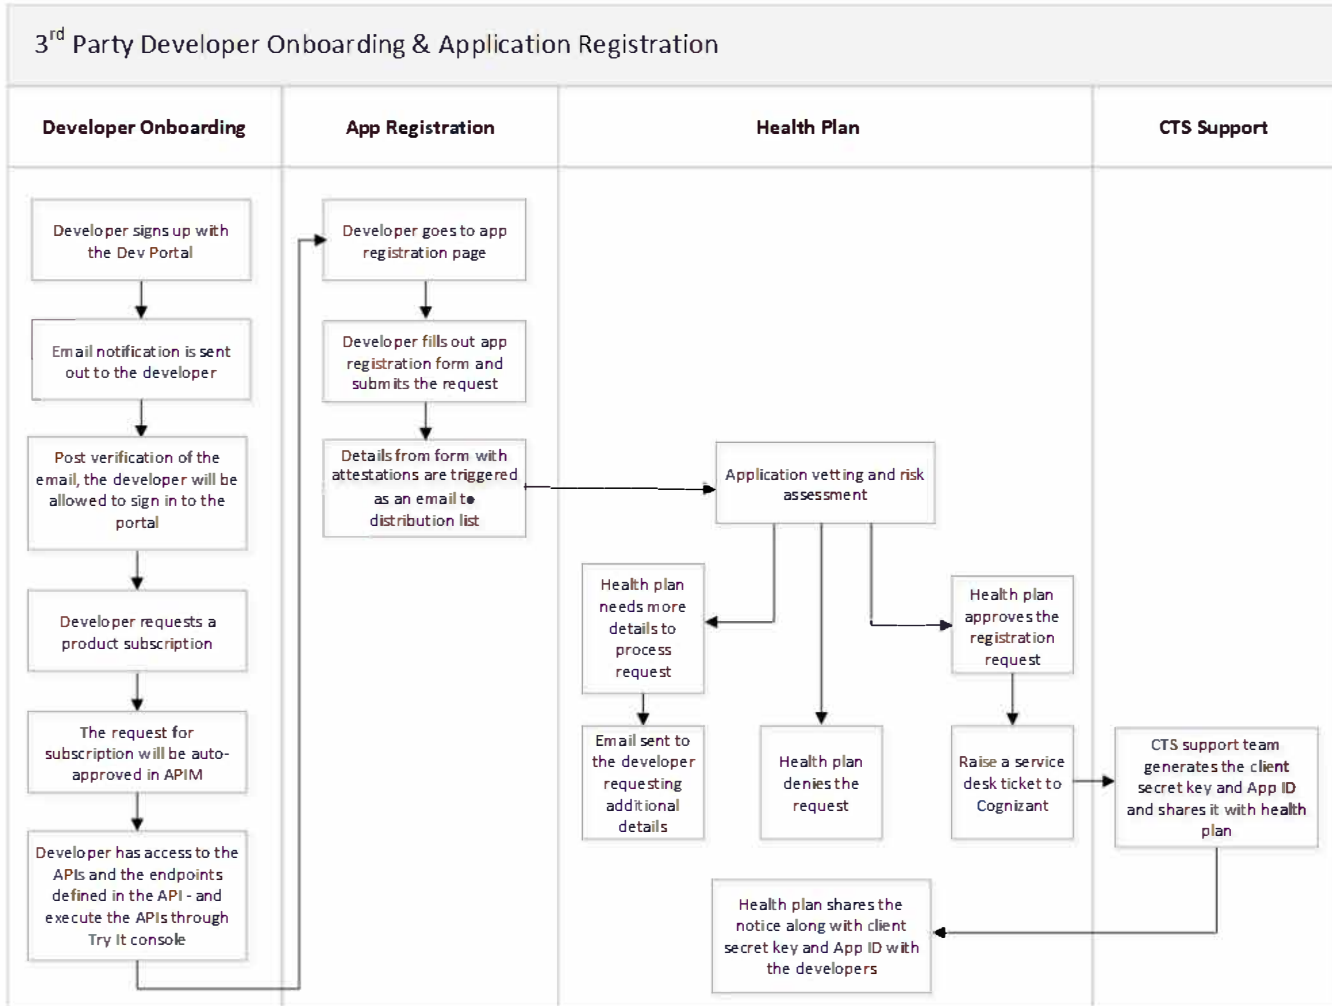 3rd Party Developer Onboarding & Application Registration
Developer Onboarding
App Registration
Health Plan
CTS Support
Developer signs up with
the Dev Portal
Email notification is sent
out to the developer
Post verification of the
email, the developer will be
allowed to sign in to the
portal
Developer requests a
product subscription
The request for
subscription will be auto-
approved in APIM
Developer has access to the
APIs and the endpoints
defined in the API - and
execute the APIs through
Try It console
Developer goes to app
registration page
Developer fills out app
registration form and
submits the request
Details from form with
attestations are triggered
as an email to
distribution list
Application vetting and risk
assessment
Health plan
needs more
details to
process
request
Email sent to
the developer
requesting
additional
details
Health plan
denies the
request
Health plan
approves the
registration
request
Raise a service
desk ticket to
Cognizant
CTS support team
generates the client
secret key and App ID
and shares it with health
plan
Health plan shares the
notice along with client
secret key and App ID with
the developers